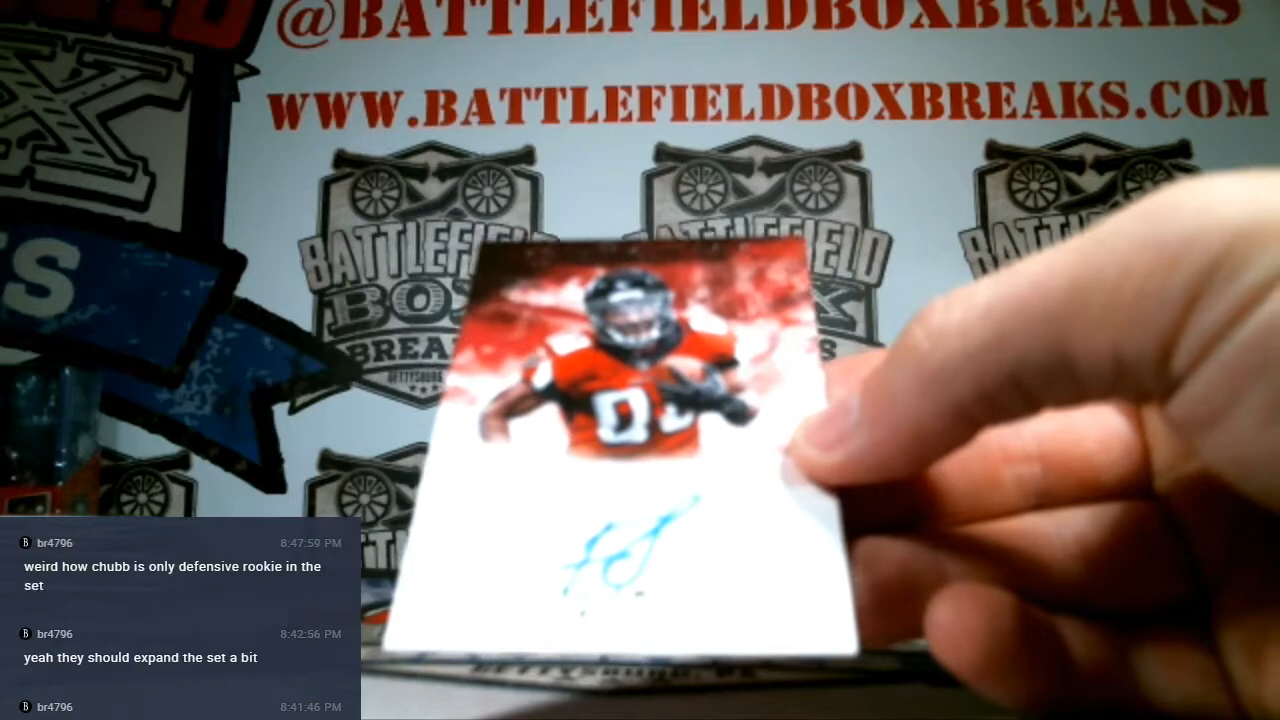 @BATTLEFIELDBOXBREAKS
WWW.BATTLEFIELDBOXBREAKS.COM
BATTLEFIELD
BOX
BREA
GETTYSBURG
B br4796 8:47:59 PM
weird how chubb is only defensive rookie in the
set
B br4796 8:42:56 PM
yeah they should expand the set a bit
B br4796 8:41:46 PM